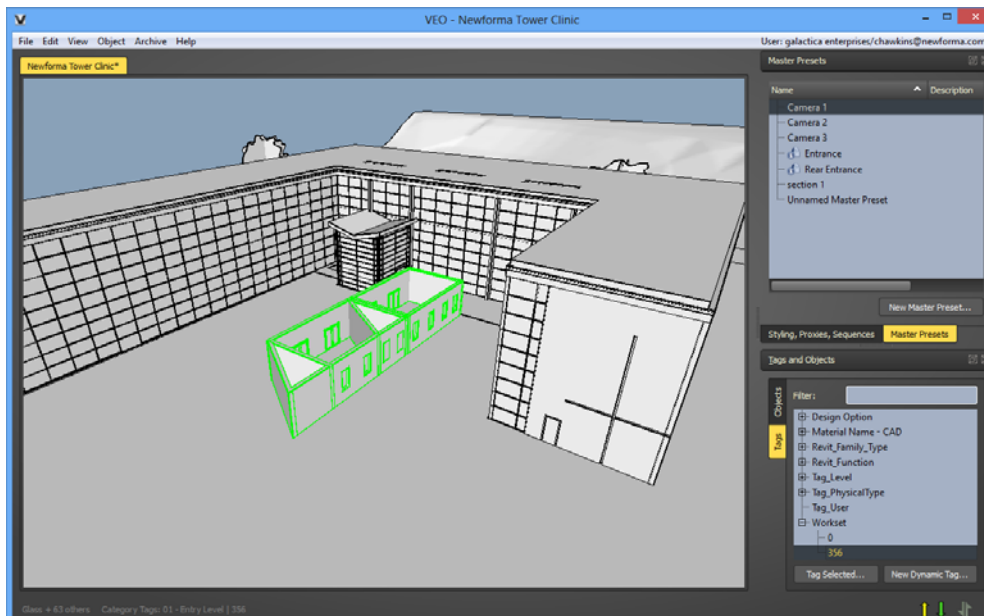 VEO - Newforma Tower Clinic
File Edit View Object Archive Help
User: galactica enterprises/chawkins@newforma.com
Newforma Tower Clinic*
Master Presets
Name Description
Camera 1
Camera 2
Camera 3
Entrance
Rear Entrance
section 1
Unnamed Master Preset
New Master Preset...
Styling, Proxies, Sequences Master Presets
Tags and Objects
Objects
Tags
Filter:
Design Option
Material Name - CAD
Revit_Family_Type
Revit_Function
Tag_Level
Tag_PhysicalType
Tag_User
Workset
0
356
Tag Selected... New Dynamic Tag...
Glass + 63 others Category Tags: 01 - Entry Level | 356